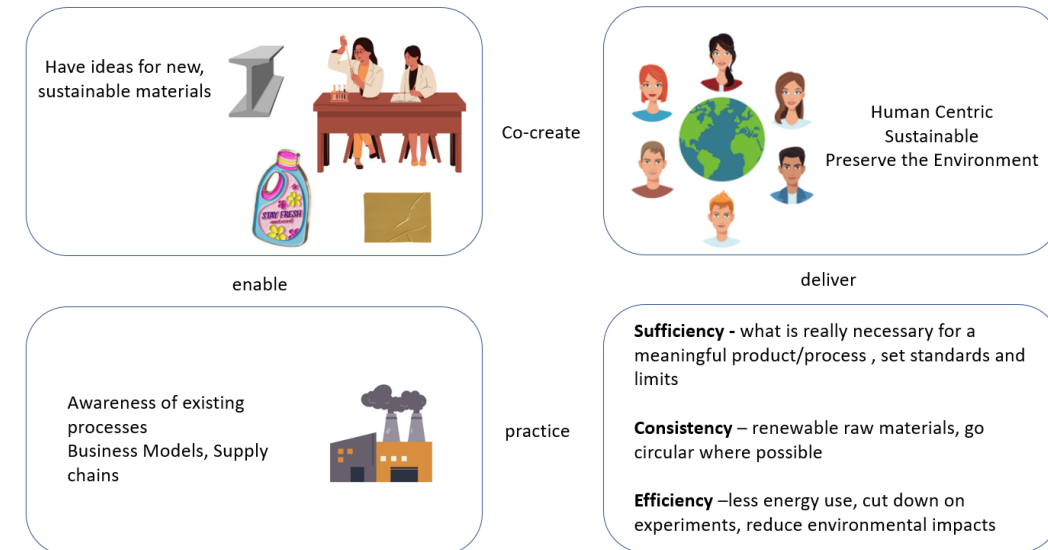 Have ideas for new,
sustainable materials
STAY FRESH
Co-create
Human Centric
Sustainable
Preserve the Environment
enable
deliver
Awareness of existing
processes
Business Models, Supply
chains
practice
Sufficiency - what is really necessary for a
meaningful product/process , set standards and
limits
Consistency – renewable raw materials, go
circular where possible
Efficiency –less energy use, cut down on
experiments, reduce environmental impacts